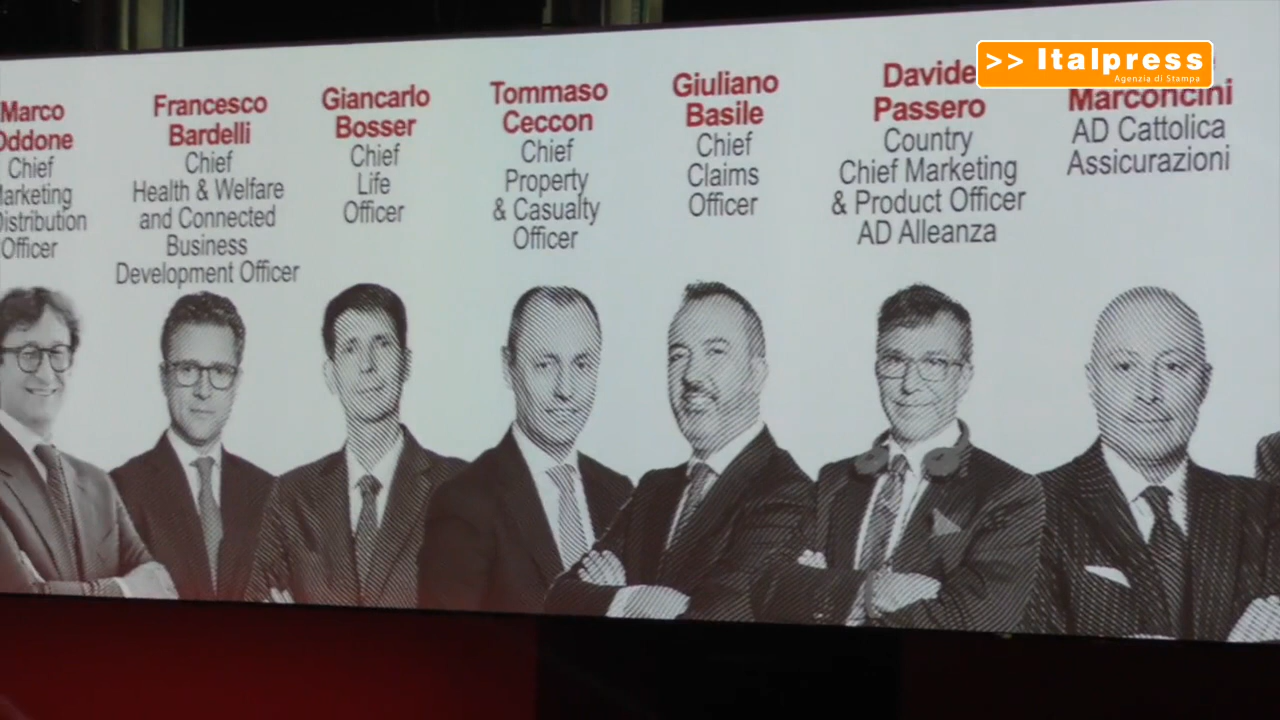 >> Italpress
Agenzia di Stampa
Marco
Oddone
Chief
Marketing
Distribution
Officer
Francesco
Bardelli
Chief
Health & Welfare
and Connected
Business
Development Officer
Giancarlo
Bosser
Chief
Life
Officer
Tommaso
Ceccon
Chief
Property
& Casualty
Officer
Giuliano
Basile
Chief
Claims
Officer
Davide
Passero
Country
Chief Marketing
& Product Officer
AD Alleanza
Marconcini
AD Cattolica
Assicurazioni